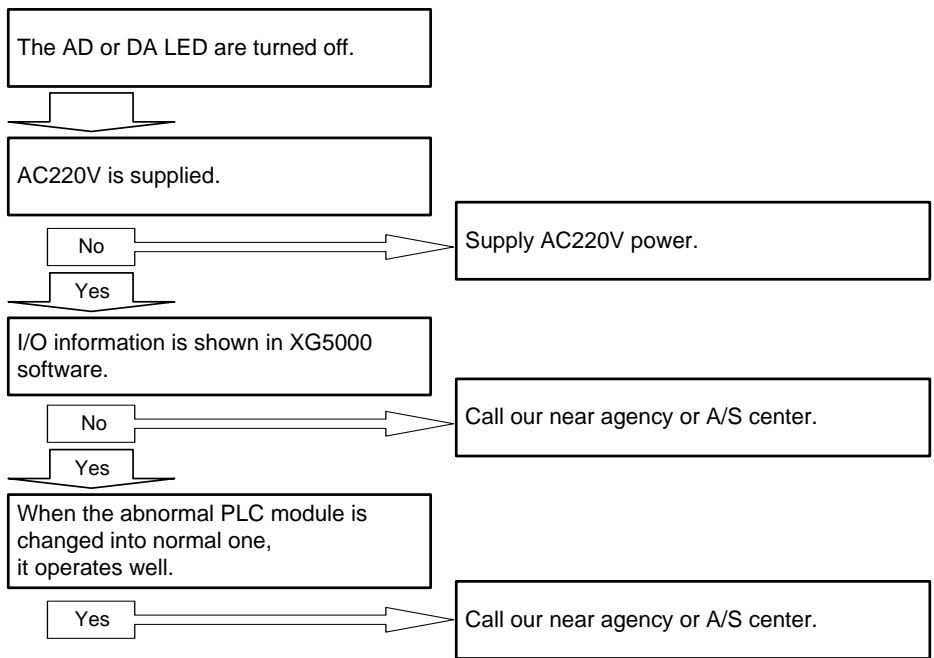 The AD or DA LED are turned off.
AC220V is supplied.
No
Supply AC220V power.
Yes
I/O information is shown in XG5000
software.
No
Call our near agency or A/S center.
Yes
When the abnormal PLC module is
changed into normal one,
it operates well.
Yes
Call our near agency or A/S center.